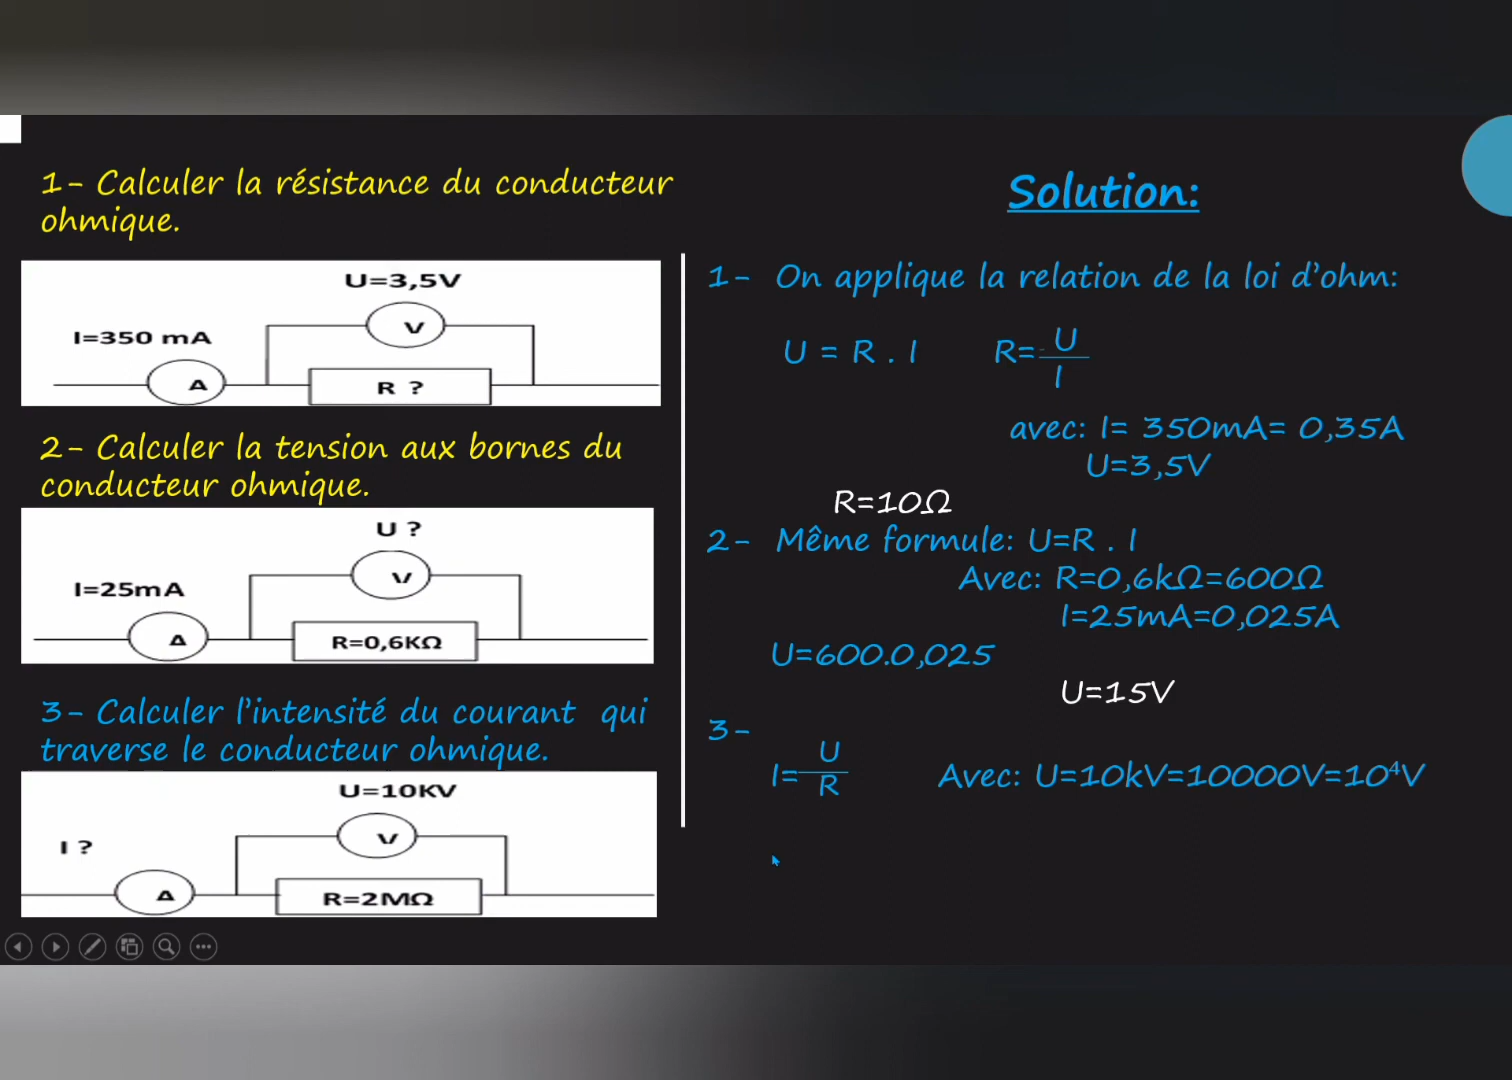 1- Calculer la résistance du conducteur
ohmique.
U=3,5V
V
I=350 mA
A
R ?
2- Calculer la tension aux bornes du
conducteur ohmique.
U ?
V
I=25mA
A
R=0,6KΩ
3- Calculer l'intensité du courant qui
traverse le conducteur ohmique.
U=10KV
V
I ?
A
R=2MΩ
Solution:
1- On applique la relation de la loi d'ohm:
U = R . I R= U
I
avec: I= 350mA= 0,35A
U=3,5V
R=10Ω
2- Même formule: U=R . I
Avec: R=0,6kΩ=600Ω
I=25mA=0,025A
U=600.0,025
U=15V
3-
I= U
R Avec: U=10kV=10000V=10⁴V